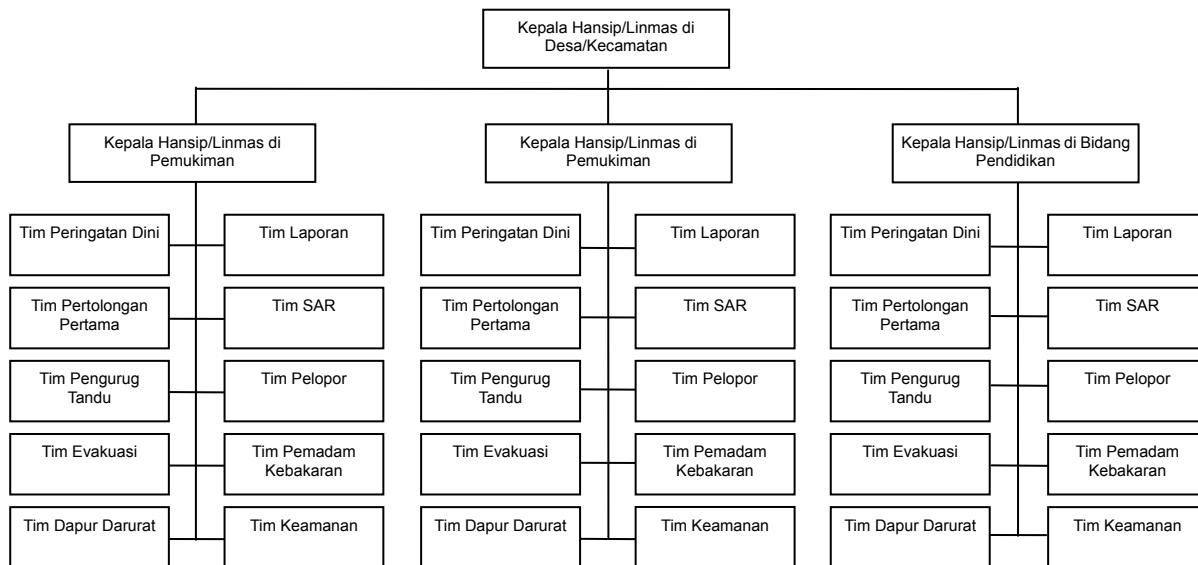 Kepala Hansip/Linmas di
Desa/Kecamatan
Kepala Hansip/Linmas di
Pemukiman
Kepala Hansip/Linmas di
Pemukiman
Kepala Hansip/Linmas di Bidang
Pendidikan
Tim Peringatan Dini
Tim Laporan
Tim Pertolongan
Pertama
Tim SAR
Tim Pengurug
Tandu
Tim Pelopor
Tim Evakuasi
Tim Pemadam
Kebakaran
Tim Dapur Darurat
Tim Keamanan
Tim Peringatan Dini
Tim Laporan
Tim Pertolongan
Pertama
Tim SAR
Tim Pengurug
Tandu
Tim Pelopor
Tim Evakuasi
Tim Pemadam
Kebakaran
Tim Dapur Darurat
Tim Keamanan
Tim Peringatan Dini
Tim Laporan
Tim Pertolongan
Pertama
Tim SAR
Tim Pengurug
Tandu
Tim Pelopor
Tim Evakuasi
Tim Pemadam
Kebakaran
Tim Dapur Darurat
Tim Keamanan